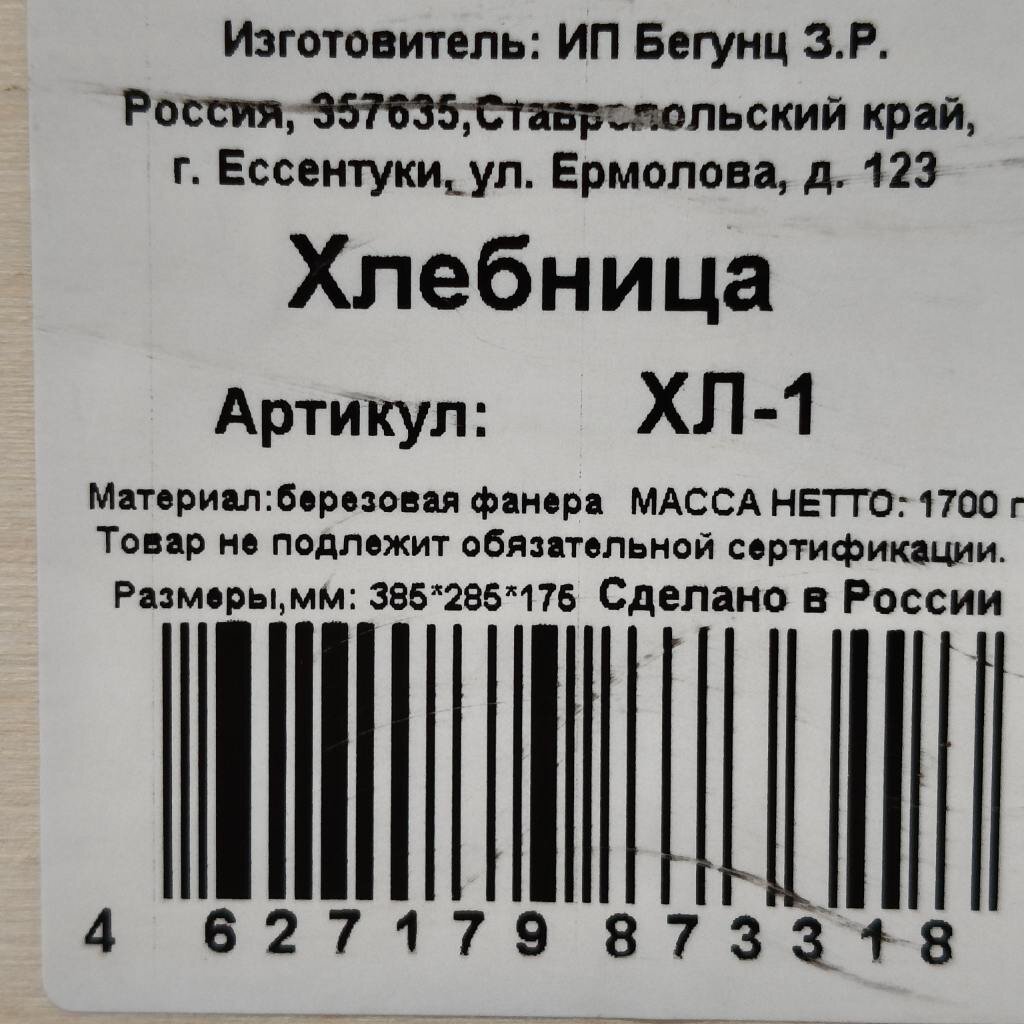 Изготовитель: ИП Бегунц З.Р.
Россия, 357635,Ставропольский край,
г. Ессентуки, ул. Ермолова, д. 123
Хлебница
Артикул: ХЛ-1
Материал:березовая фанера МАССА НЕТТО: 1700 г
Товар не подлежит обязательной сертификации.
Размеры,мм: 385*285*175 Сделано в России
4 627179 873318